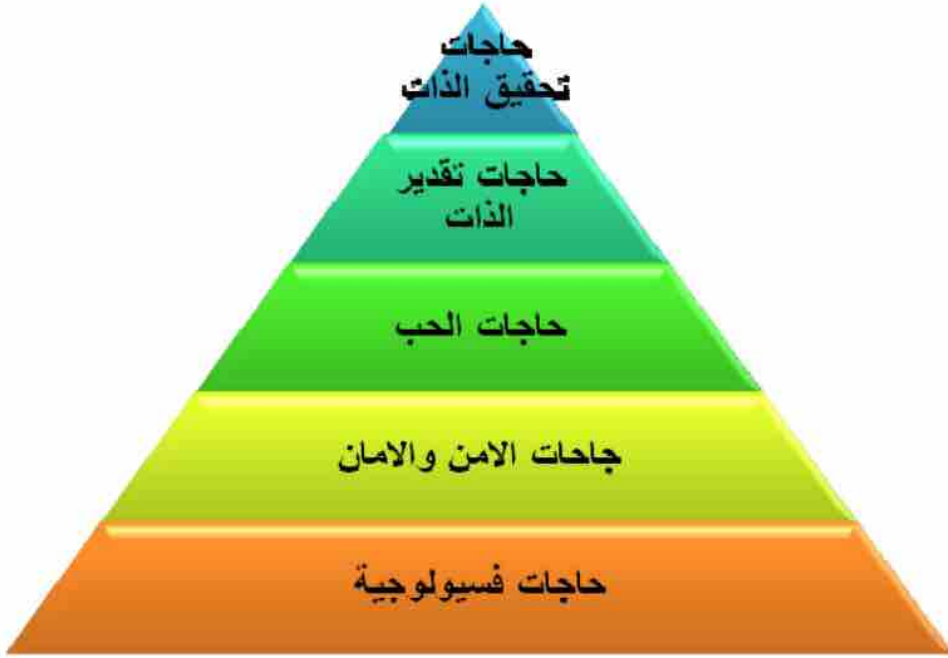 حاجات
تحقيق الذات
حاجات تقدير
الذات
حاجات الحب
جاحات الامن والامان
حاجات فسيولوجية